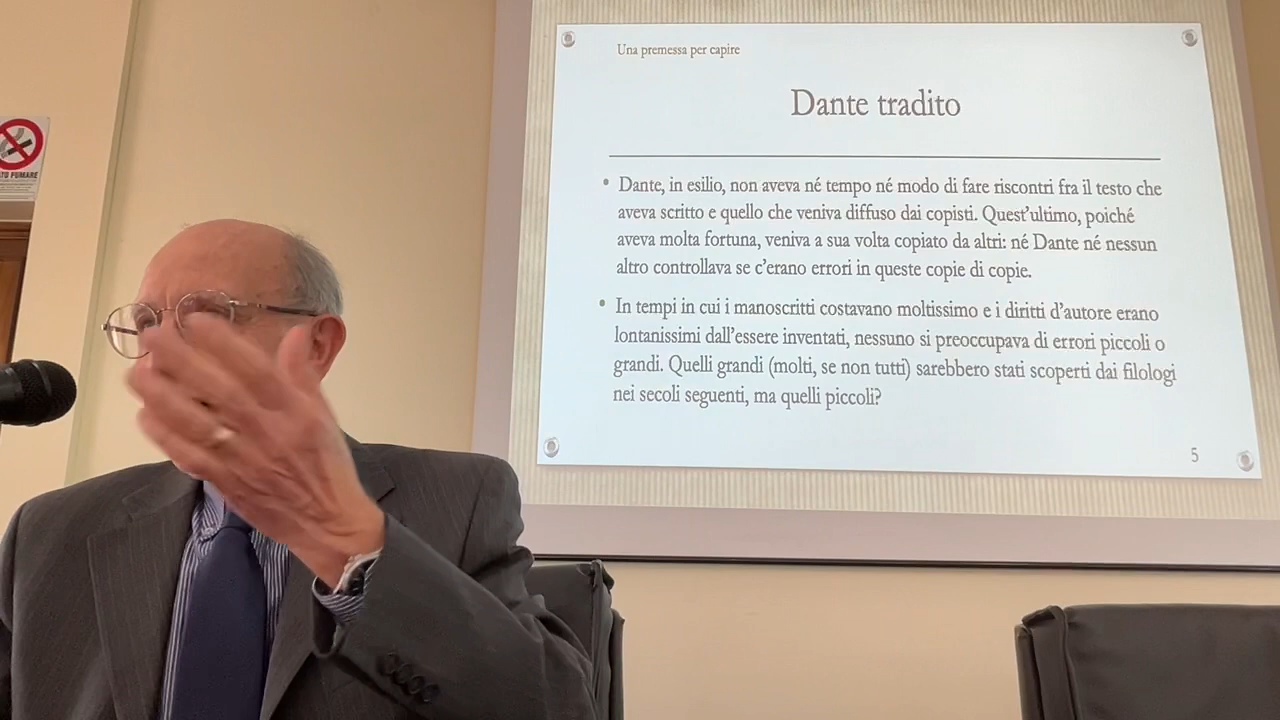 Una premessa per capire
Dante tradito
• Dante, in esilio, non aveva né tempo né modo di fare riscontri fra il testo che
aveva scritto e quello che veniva diffuso dai copisti. Quest'ultimo, poiché
aveva molta fortuna, veniva a sua volta copiato da altri: né Dante né nessun
altro controllava se c'erano errori in queste copie di copie.
• In tempi in cui i manoscritti costavano moltissimo e i diritti d'autore erano
lontanissimi dall'essere inventati, nessuno si preoccupava di errori piccoli o
grandi. Quelli grandi (molti, se non tutti) sarebbero stati scoperti dai filologi
nei secoli seguenti, ma quelli piccoli?
5
FUMARE